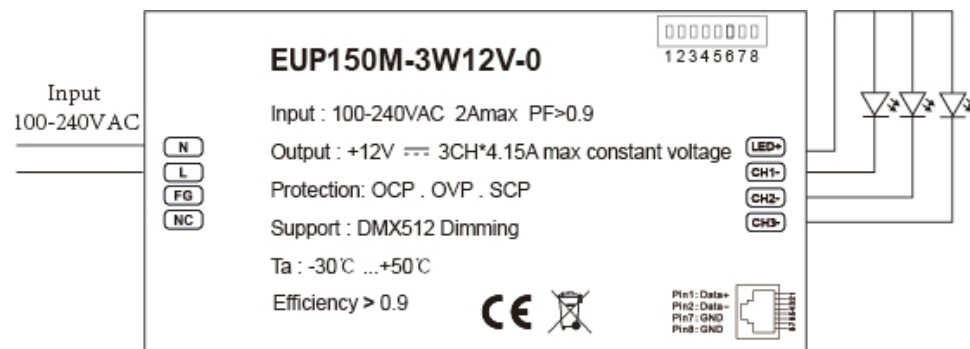 EUP150M-3W12V-0
12345678
Input
100-240VAC
Input : 100-240VAC 2Amax PF>0.9
Output : +12V ⎓ 3CH*4.15A max constant voltage
Protection: OCP . OVP . SCP
Support : DMX512 Dimming
Ta : -30℃ ...+50℃
Efficiency > 0.9
N
L
FG
NC
LED+
CH1-
CH2-
CH3-
CE
Pin1: Data+
Pin2: Data-
Pin7: GND
Pin8: GND
87654321